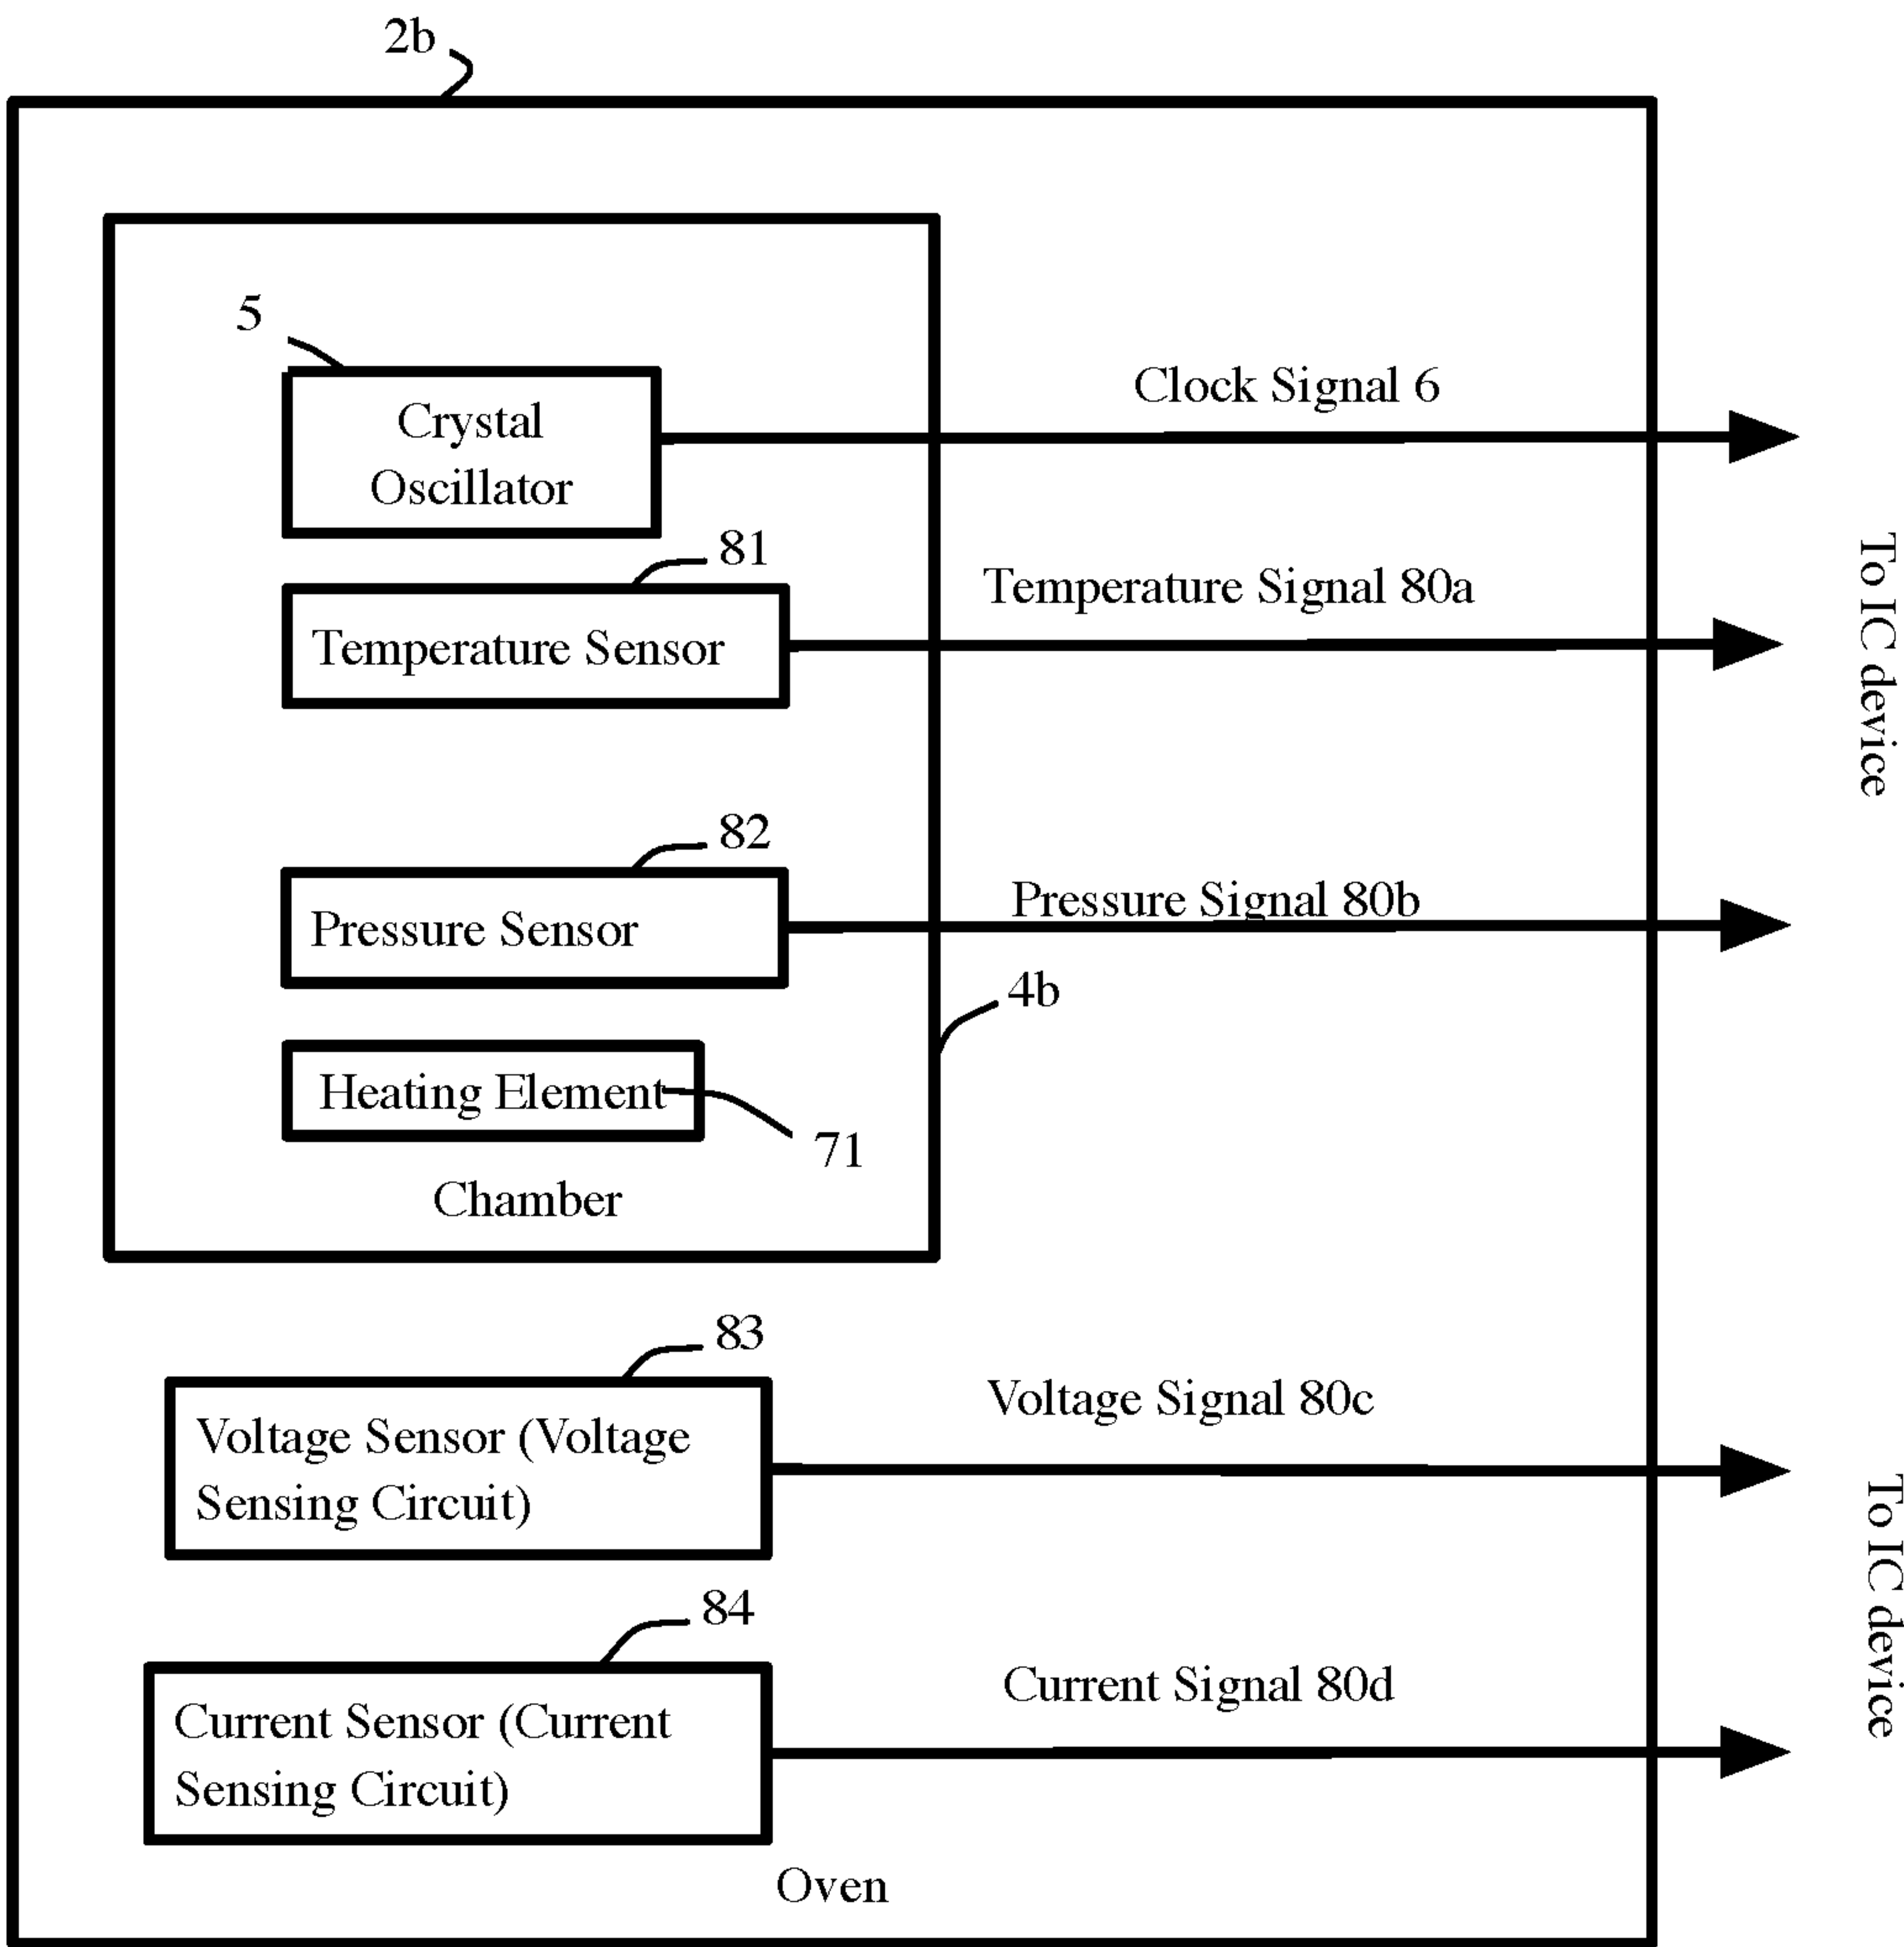 2b
5
Crystal
Oscillator
Clock Signal 6
81
Temperature Sensor
Temperature Signal 80a
To IC device
82
Pressure Sensor
Pressure Signal 80b
4b
Heating Element
71
Chamber
83
Voltage Sensor (Voltage
Sensing Circuit)
Voltage Signal 80c
To IC device
84
Current Sensor (Current
Sensing Circuit)
Current Signal 80d
Oven